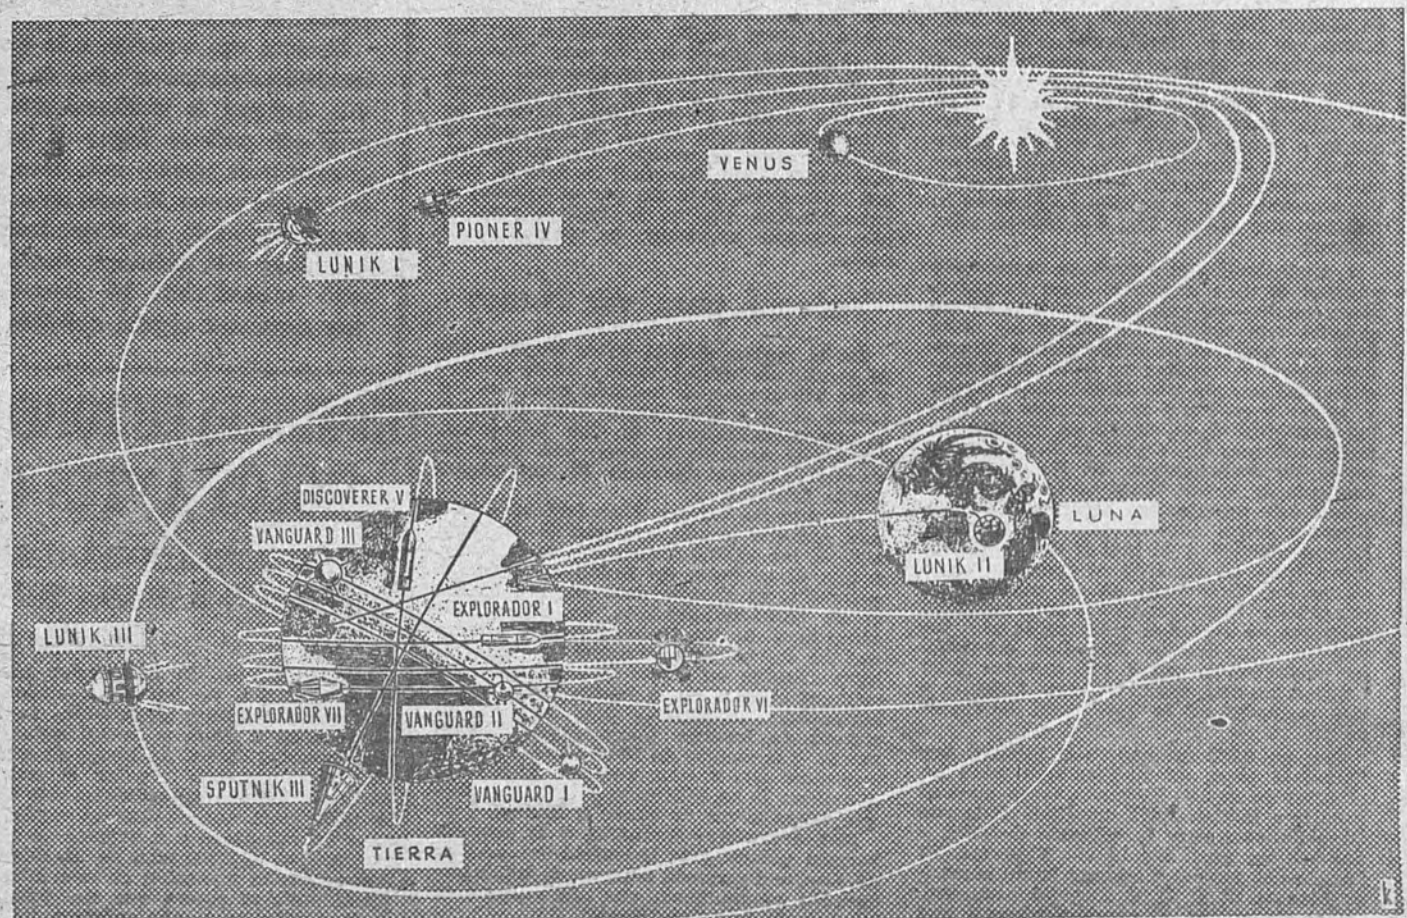 VENUS
PIONER IV
LUNIK I
DISCOVERER V
VANGUARD III
LUNA
LUNIK II
EXPLORADOR I
LUNIK III
EXPLORADOR VI
EXPLORADOR VII
VANGUARD II
SPUTNIK III
VANGUARD I
TIERRA
k